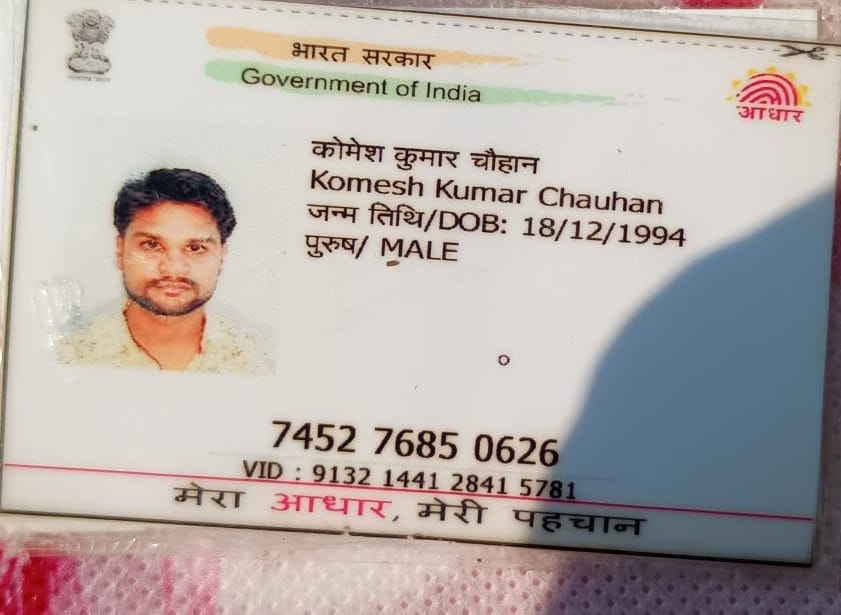 भारत सरकार
Government of India
आधार
कोमेश कुमार चौहान
Komesh Kumar Chauhan
जन्म तिथि/DOB: 18/12/1994
पुरुष/ MALE
7452 7685 0626
VID : 9132 1441 2841 5781
मेरा आधार, मेरी पहचान